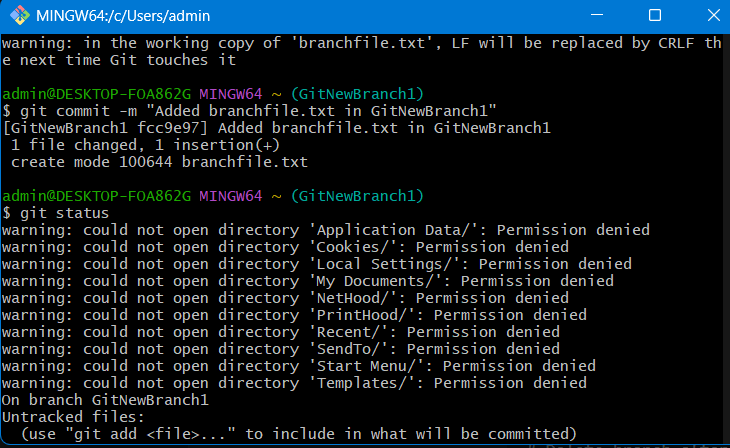 MINGW64:/c/Users/admin
warning: in the working copy of 'branchfile.txt', LF will be replaced by CRLF th
e next time Git touches it
admin@DESKTOP-FOA862G MINGW64 ~ (GitNewBranch1)
$ git commit -m "Added branchfile.txt in GitNewBranch1"
[GitNewBranch1 fcc9e97] Added branchfile.txt in GitNewBranch1
 1 file changed, 1 insertion(+)
 create mode 100644 branchfile.txt
admin@DESKTOP-FOA862G MINGW64 ~ (GitNewBranch1)
$ git status
warning: could not open directory 'Application Data/': Permission denied
warning: could not open directory 'Cookies/': Permission denied
warning: could not open directory 'Local Settings/': Permission denied
warning: could not open directory 'My Documents/': Permission denied
warning: could not open directory 'NetHood/': Permission denied
warning: could not open directory 'PrintHood/': Permission denied
warning: could not open directory 'Recent/': Permission denied
warning: could not open directory 'SendTo/': Permission denied
warning: could not open directory 'Start Menu/': Permission denied
warning: could not open directory 'Templates/': Permission denied
On branch GitNewBranch1
Untracked files:
  (use "git add <file>..." to include in what will be committed)